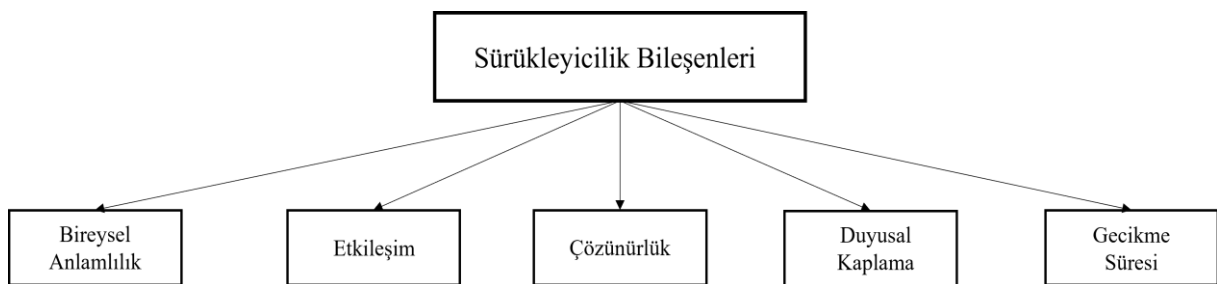 Sürükleyicilik Bileşenleri
Bireysel
Anlamlılık
Etkileşim
Çözünürlük
Duyusal
Kaplama
Gecikme
Süresi